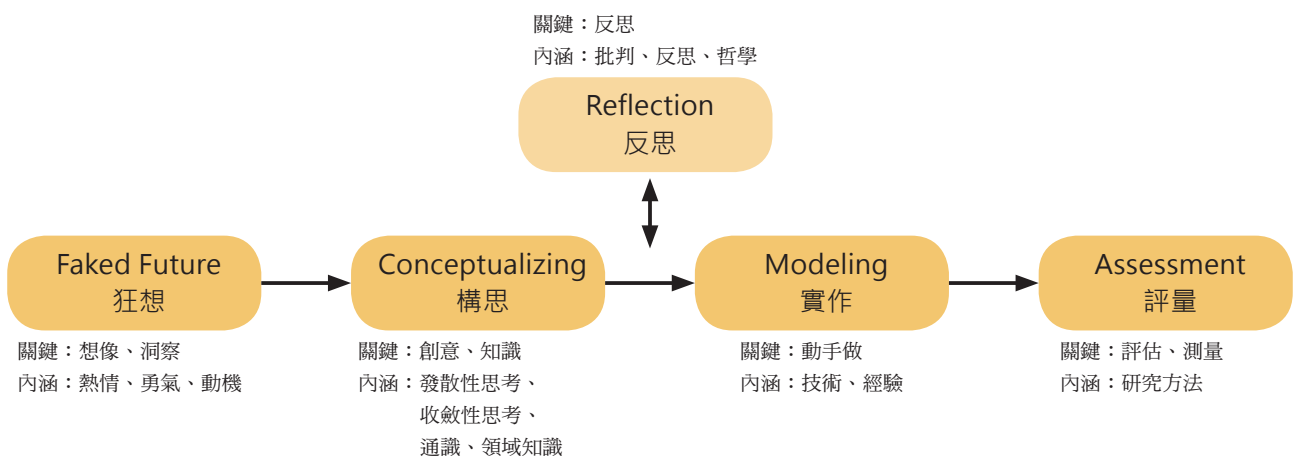 關鍵：反思
內涵：批判、反思、哲學
Reflection
反思
Faked Future
狂想
關鍵：想像、洞察
內涵：熱情、勇氣、動機
Conceptualizing
構思
關鍵：創意、知識
內涵：發散性思考、
收斂性思考、
通識、領域知識
Modeling
實作
關鍵：動手做
內涵：技術、經驗
Assessment
評量
關鍵：評估、測量
內涵：研究方法